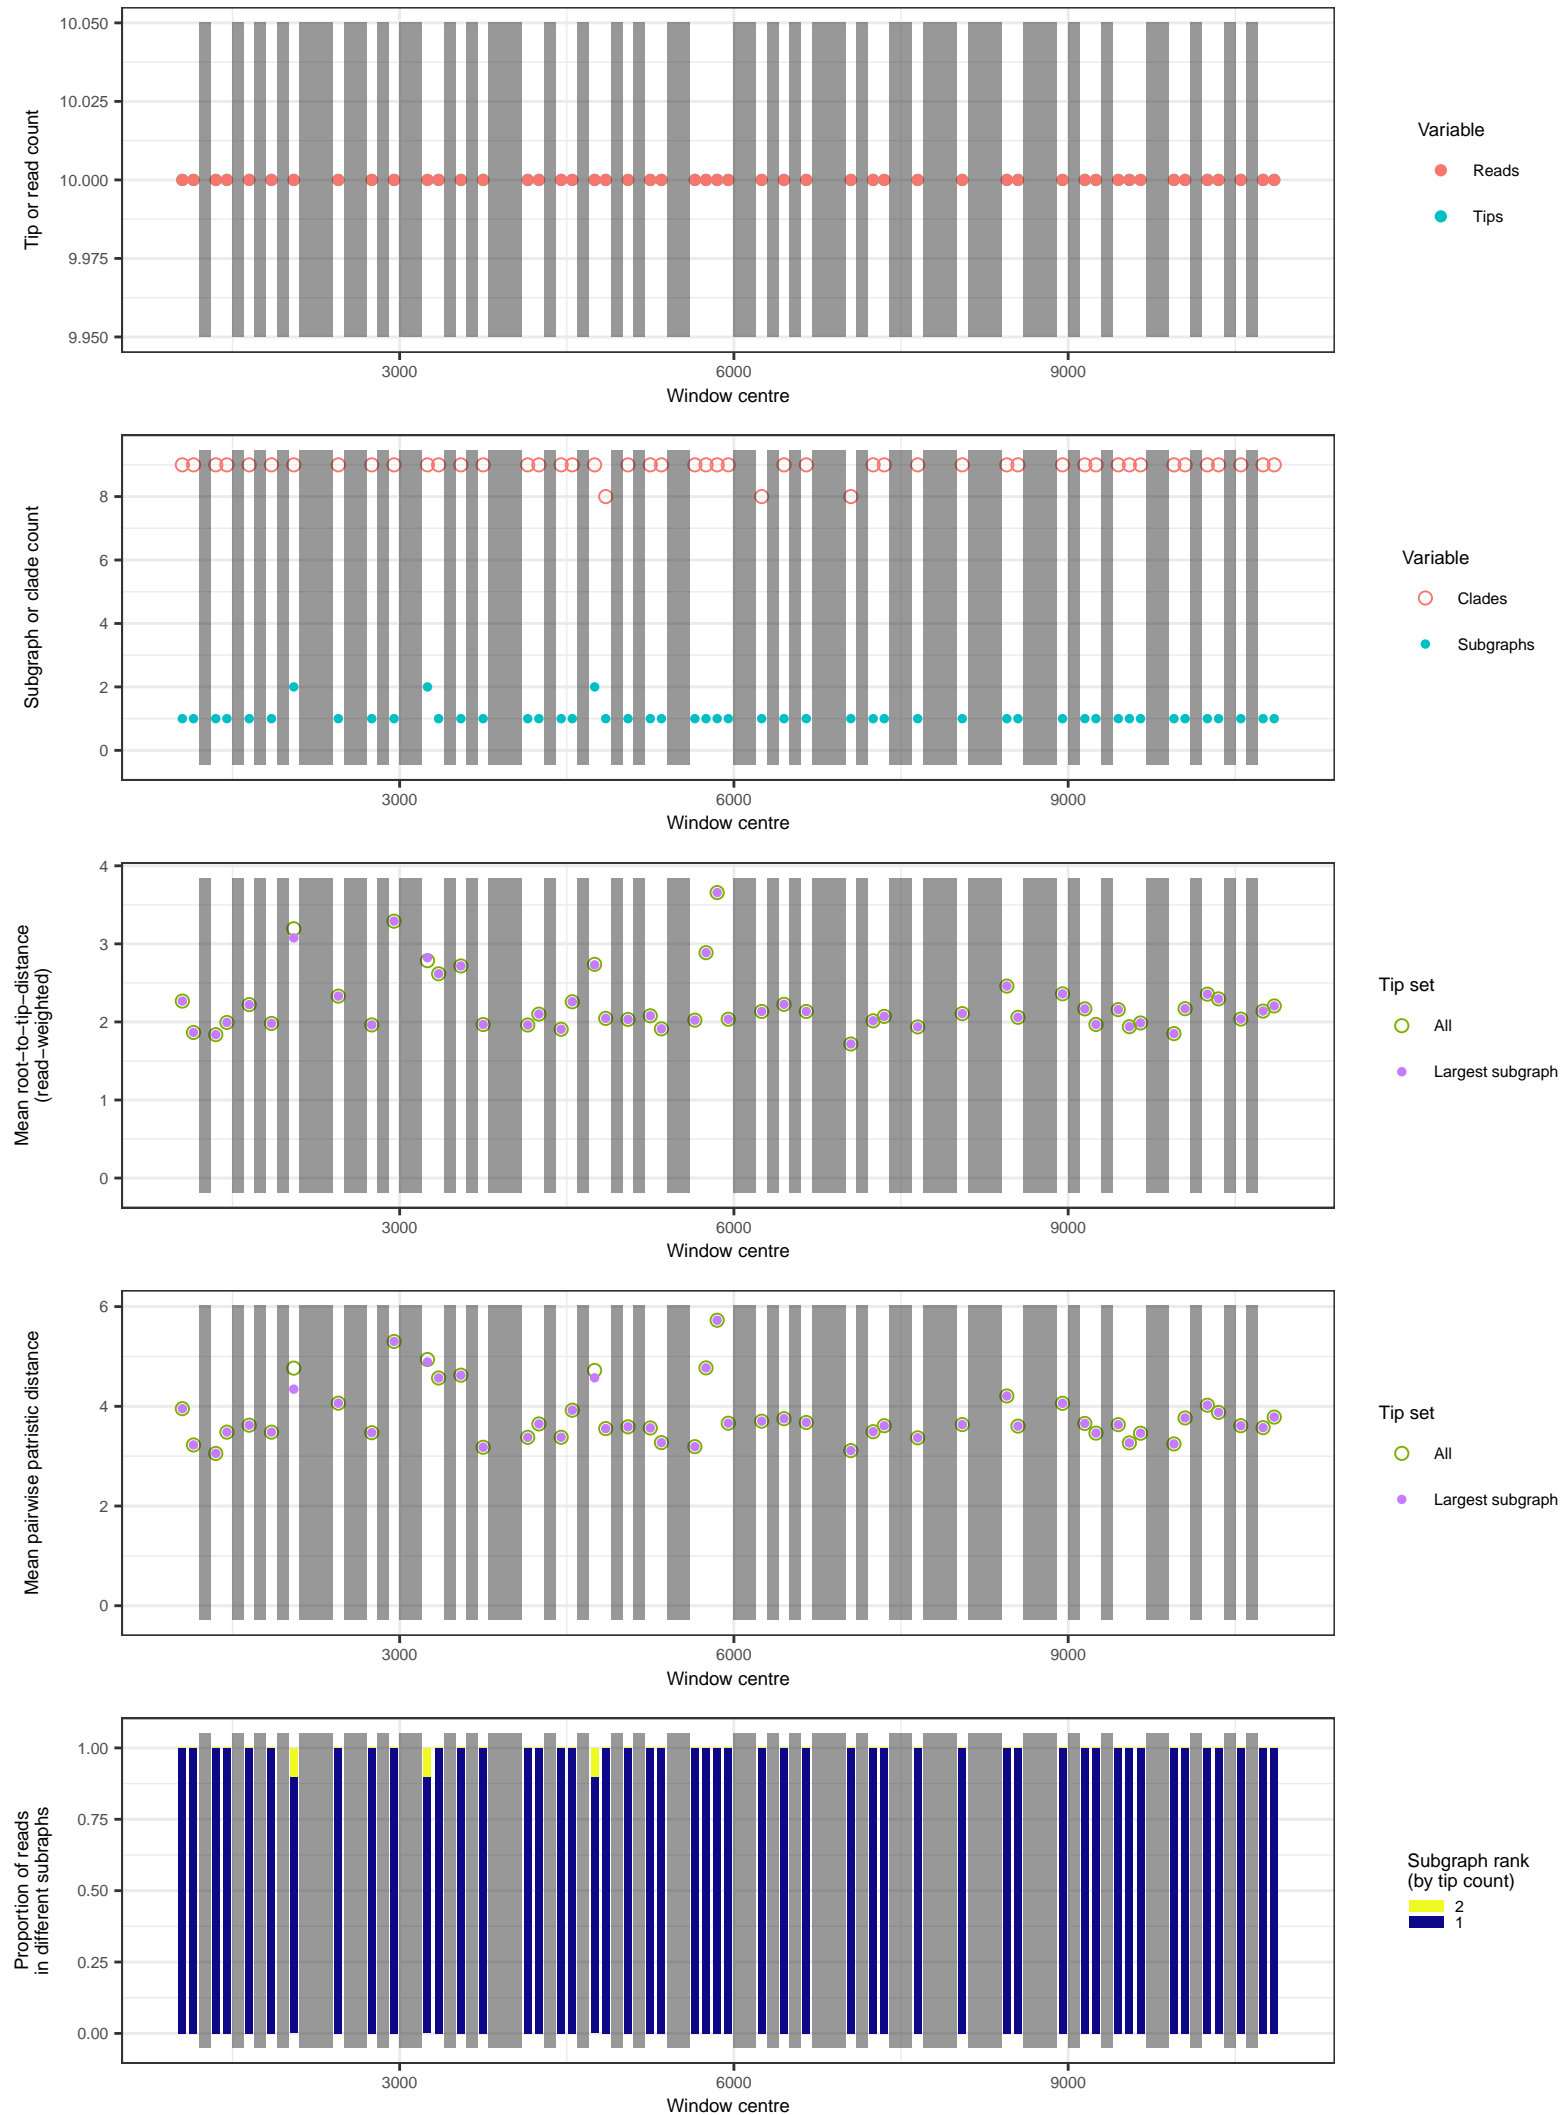 10.050
10.025
10.000
9.975
9.950
Tip or read count
3000
6000
9000
Window centre
Variable
Reads
Tips
8
6
4
2
0
Subgraph or clade count
3000
6000
9000
Window centre
Variable
Clades
Subgraphs
4
3
2
1
0
Mean root−to−tip−distance
(read−weighted)
3000
6000
9000
Window centre
Tip set
All
Largest subgraph
6
4
2
0
Mean pairwise patristic distance
3000
6000
9000
Window centre
Tip set
All
Largest subgraph
1.00
0.75
0.50
0.25
0.00
Proportion of reads
in different subraphs
3000
6000
9000
Window centre
Subgraph rank
(by tip count)
2
1